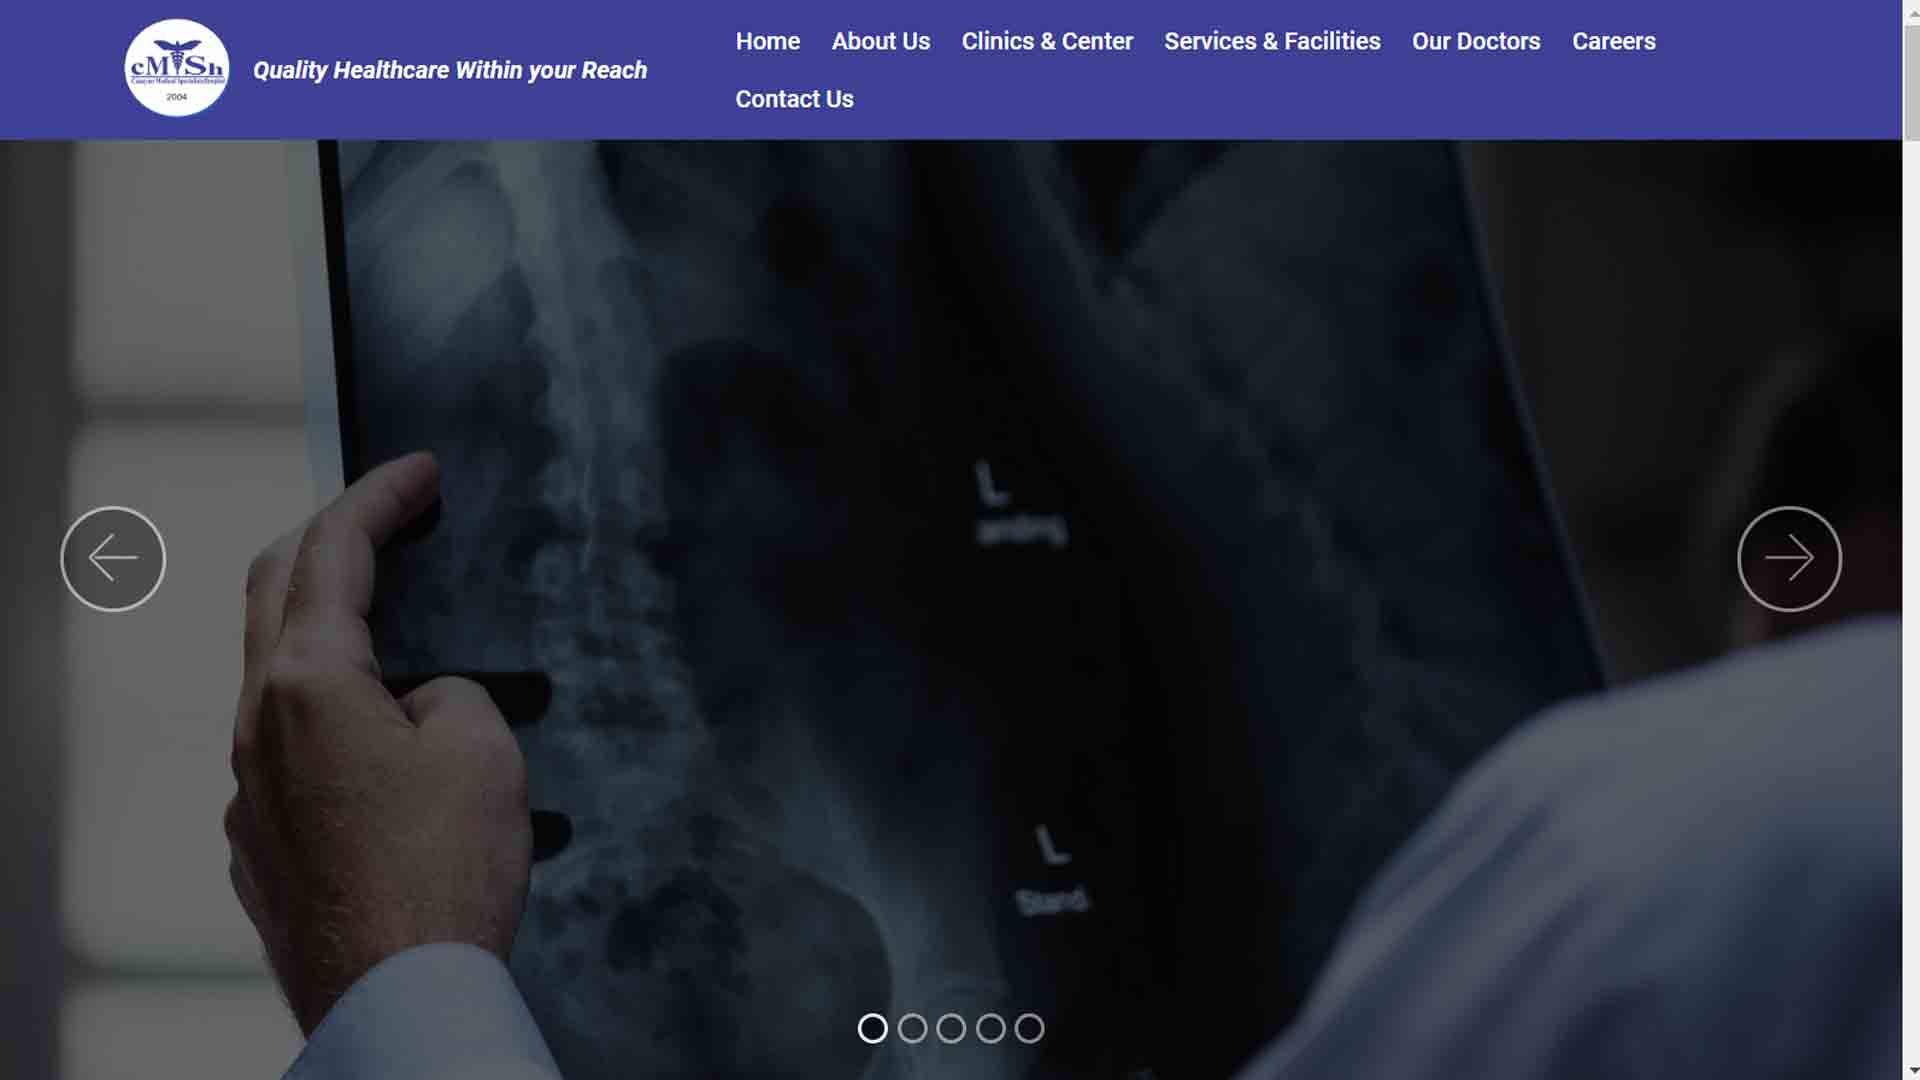 cMSh
2004
Quality Healthcare Within your Reach
Home About Us Clinics & Center Services & Facilities Our Doctors Careers
Contact Us
L
L
Stand